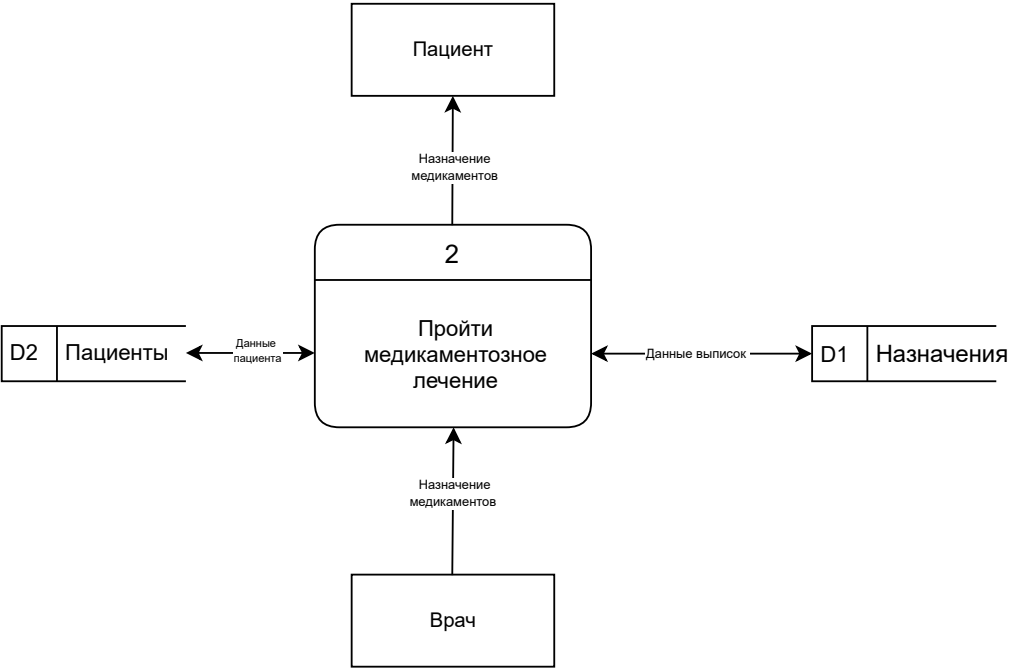 Пациент
Назначение
медикаментов
2
Пройти
медикаментозное
лечение
D2 Пациенты
Данные
пациента
Данные выписок
D1 Назначения
Назначение
медикаментов
Врач